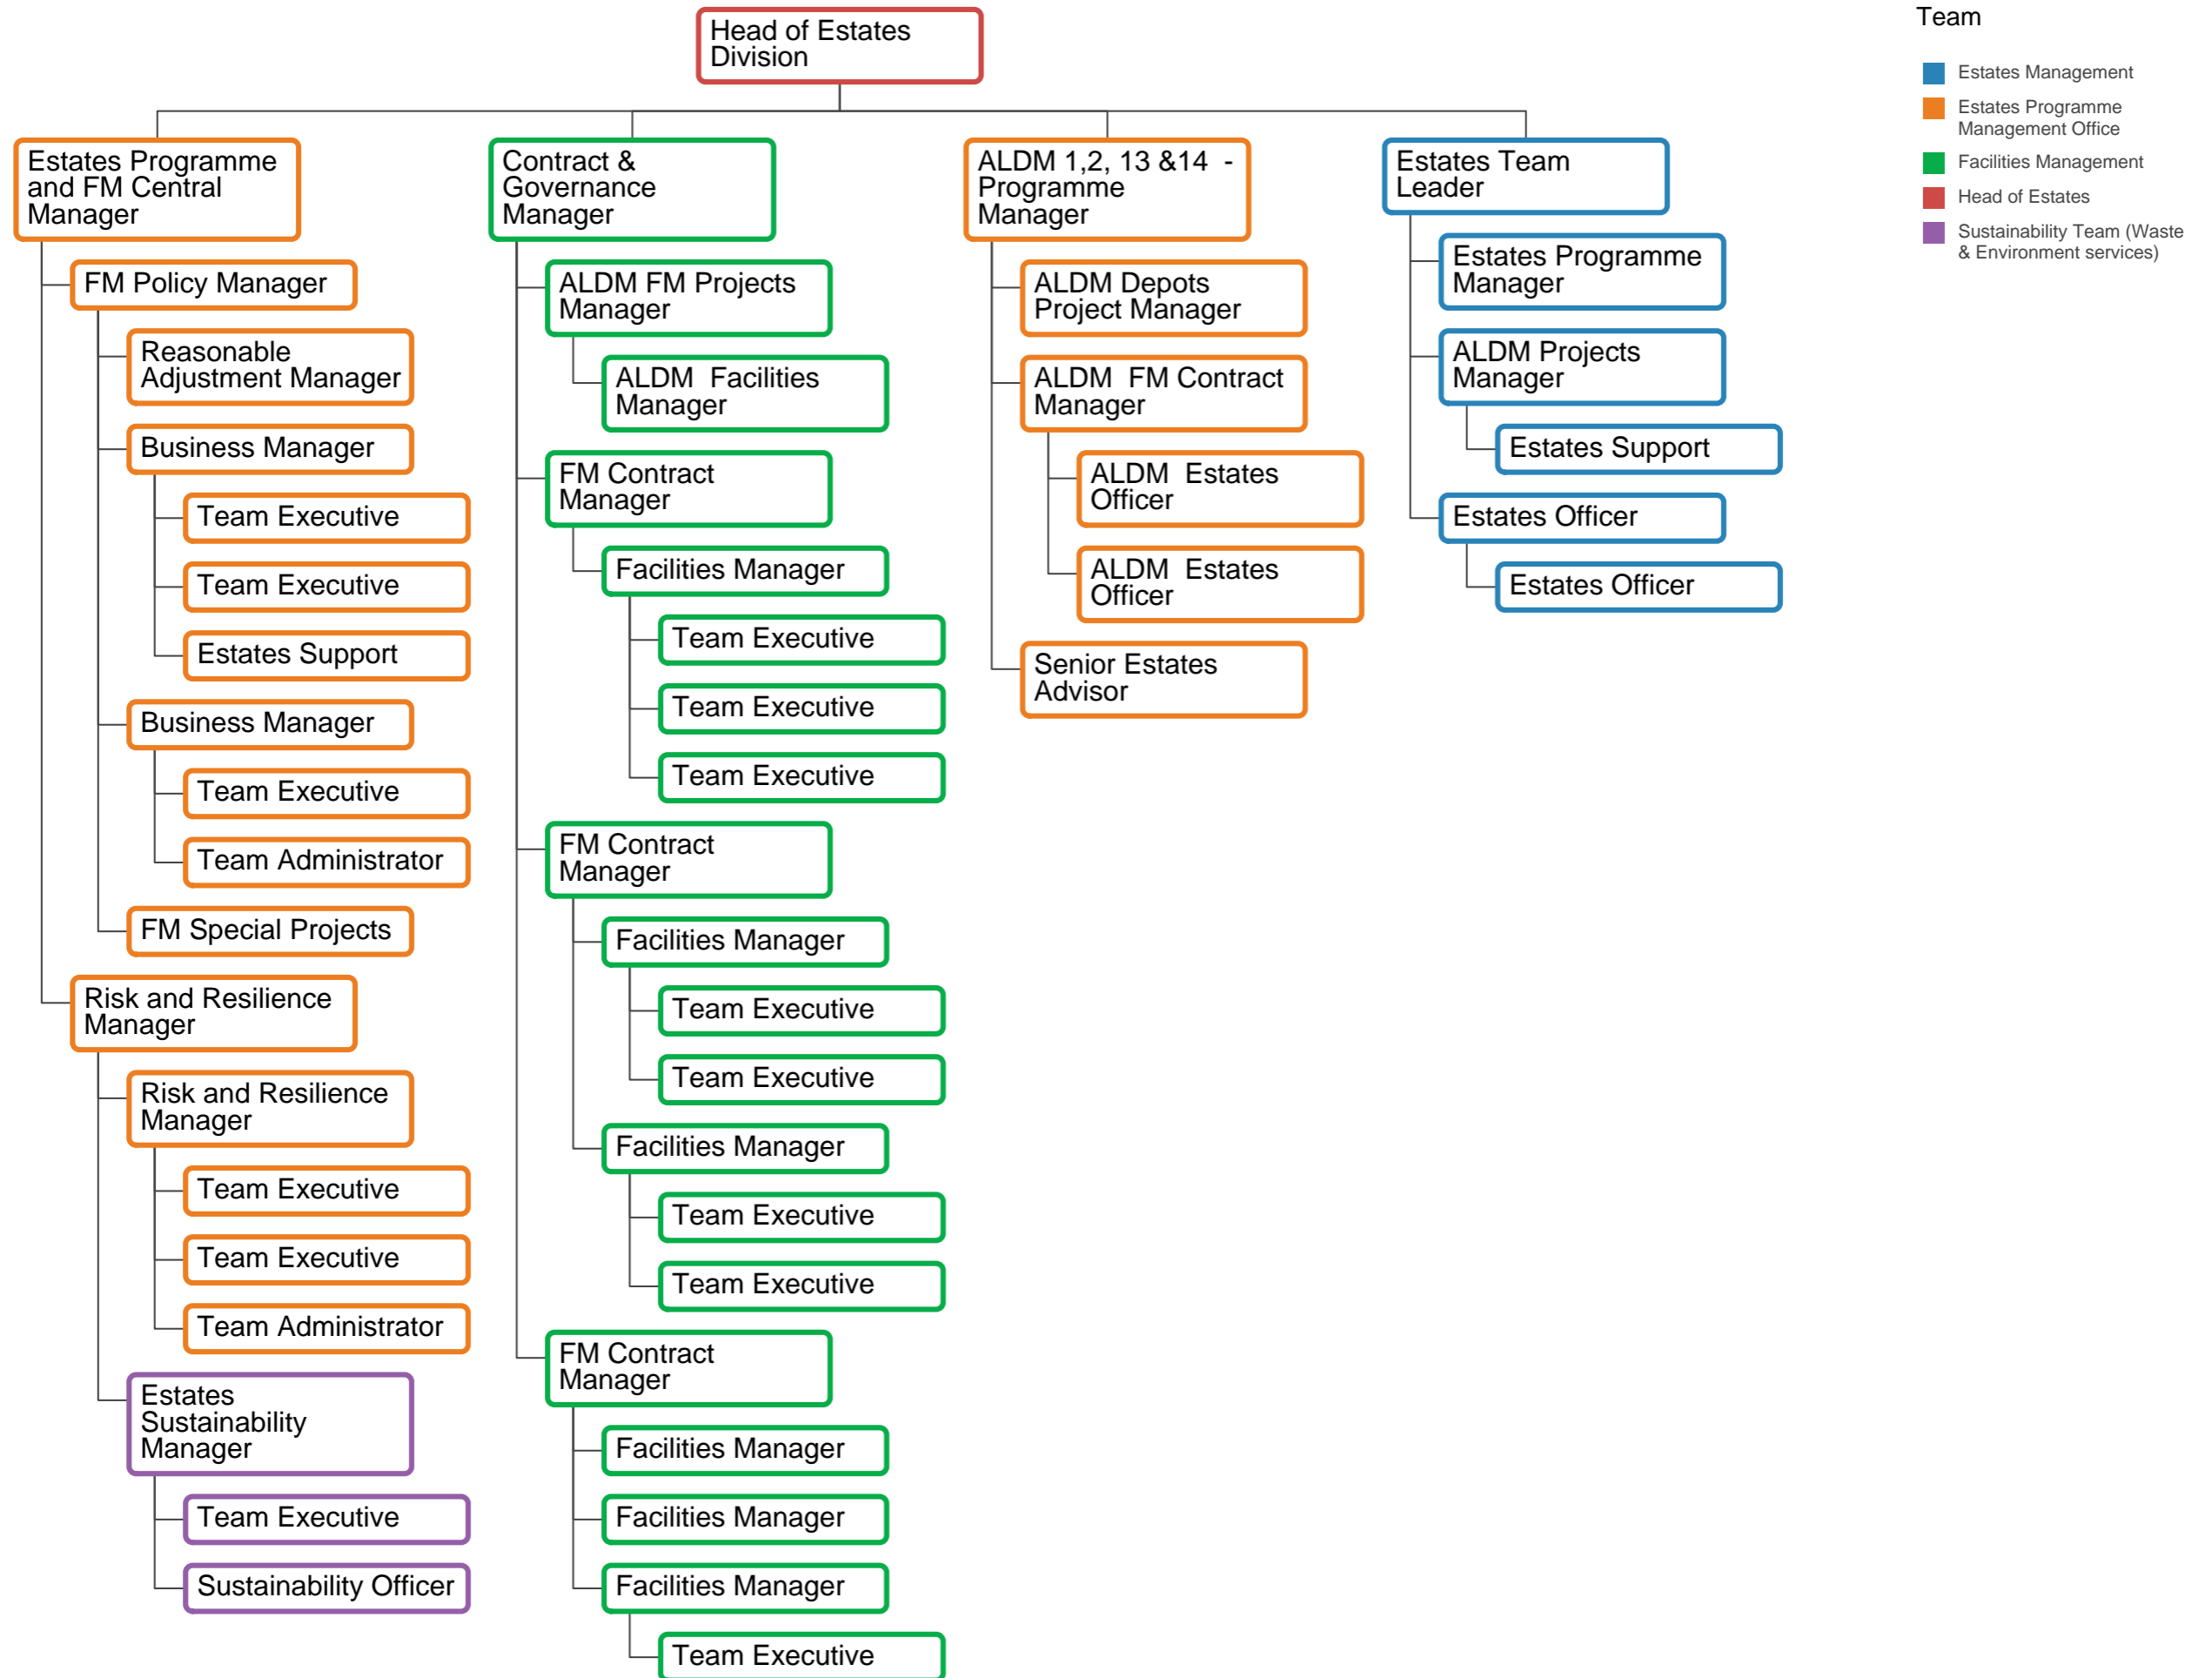 Head of Estates
Division
Estates Programme
and FM Central
Manager
FM Policy Manager
Reasonable
Adjustment Manager
Business Manager
Team Executive
Team Executive
Estates Support
Business Manager
Team Executive
Team Administrator
FM Special Projects
Risk and Resilience
Manager
Risk and Resilience
Manager
Team Executive
Team Executive
Team Administrator
Estates
Sustainability
Manager
Team Executive
Sustainability Officer
Contract &
Governance
Manager
ALDM FM Projects
Manager
ALDM  Facilities
Manager
FM Contract
Manager
Facilities Manager
Team Executive
Team Executive
Team Executive
FM Contract
Manager
Facilities Manager
Team Executive
Team Executive
Facilities Manager
Team Executive
Team Executive
FM Contract
Manager
Facilities Manager
Facilities Manager
Facilities Manager
Team Executive
ALDM 1,2, 13 &14  -
Programme
Manager
ALDM Depots
Project Manager
ALDM  FM Contract
Manager
ALDM  Estates
Officer
ALDM  Estates
Officer
Senior Estates
Advisor
Estates Team
Leader
Estates Programme
Manager
ALDM Projects
Manager
Estates Support
Estates Officer
Estates Officer
Team
Estates Management
Estates Programme
Management Office
Facilities Management
Head of Estates
Sustainability Team (Waste
& Environment services)